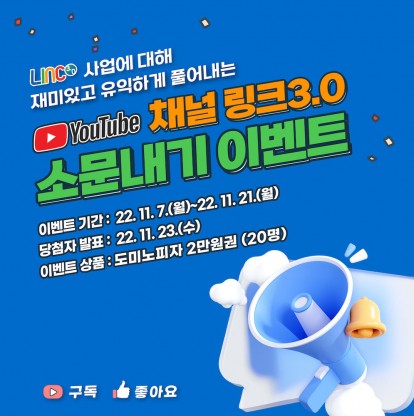 LINC 사업에 대해
재미있고 유익하게 풀어내는
YouTube 채널 링크3.0
소문내기 이벤트
이벤트 기간 : 22. 11. 7.(월)~22. 11. 21.(월)
당첨자 발표 : 22. 11. 23.(수)
이벤트 상품 : 도미노피자 2만원권 (20명)
구독 좋아요